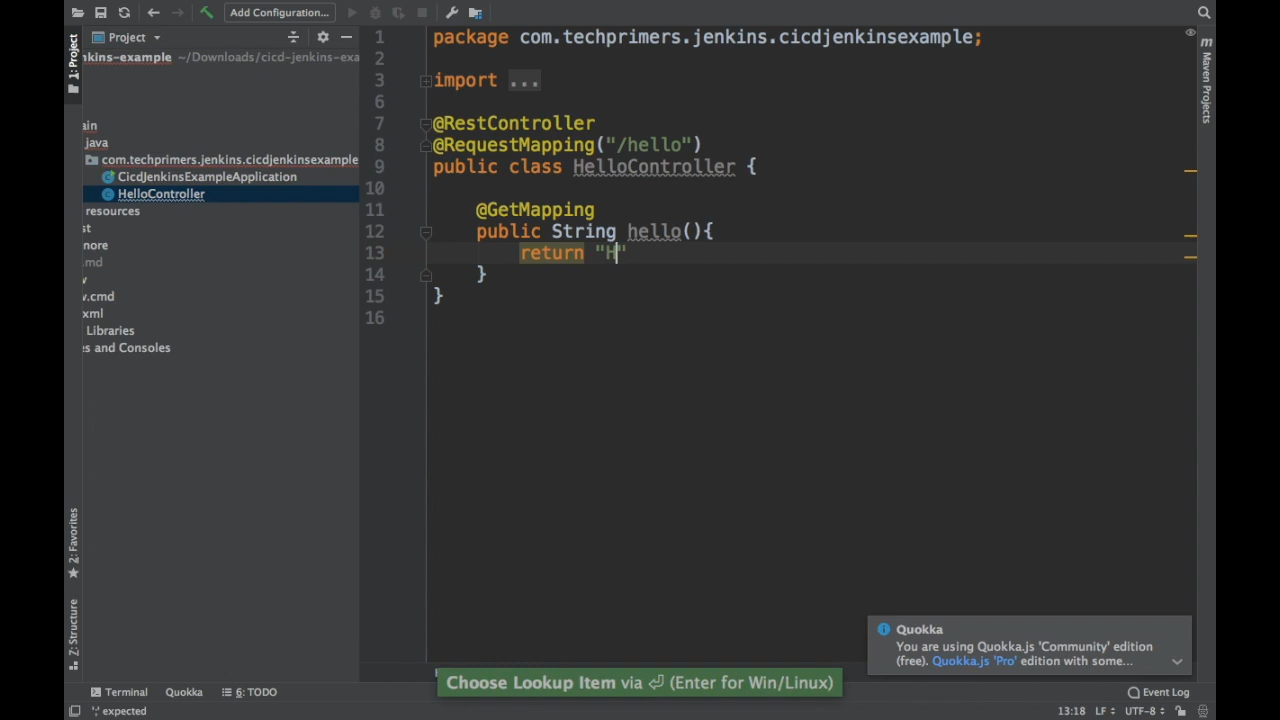 Add Configuration...
1: Project
Project
nkins-example ~/Downloads/cicd-jenkins-exa
ain
java
com.techprimers.jenkins.cicdjenkinsexample
CicdJenkinsExampleApplication
HelloController
resources
st
nore
.md
v
v.cmd
xml
Libraries
es and Consoles
1 package com.techprimers.jenkins.cicdjenkinsexample;
2
3 import ...
6
7 @RestController
8 @RequestMapping("/hello")
9 public class HelloController {
10
11 @GetMapping
12 public String hello(){
13 return "H"
14 }
15 }
16
Maven Projects
2: Favorites
Z: Structure
Quokka
You are using Quokka.js 'Community' edition
(free). Quokka.js 'Pro' edition with some...
Choose Lookup Item via ⏎ (Enter for Win/Linux)
Terminal Quokka 6: TODO Event Log
expected 13:18 LF UTF-8